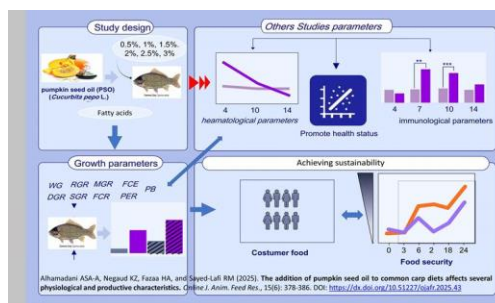 Study design
0.5%, 1%, 1.5%.
2%, 2.5%, 3%
pumpkin seed oil (PSO)
(Cucurbita pepo L.)
Fatty acids
Others Studies parameters
4 10 14
heamatological parameters
Promote health status
** ***
4 7 10 14
immunological parameters
Growth parameters
WG RGR MGR FCE PB
DGR SGR FCR PER
Achieving sustainability
Costumer food
0 3 6 2 18 24
Food security
Alhamadani ASA-A, Negaud KZ, Fazaa HA, and Sayed-Lafi RM (2025). The addition of pumpkin seed oil to common carp diets affects several
physiological and productive characteristics. Online J. Anim. Feed Res., 15(6): 378-386. DOI: https://dx.doi.org/10.51227/ojafr.2025.43